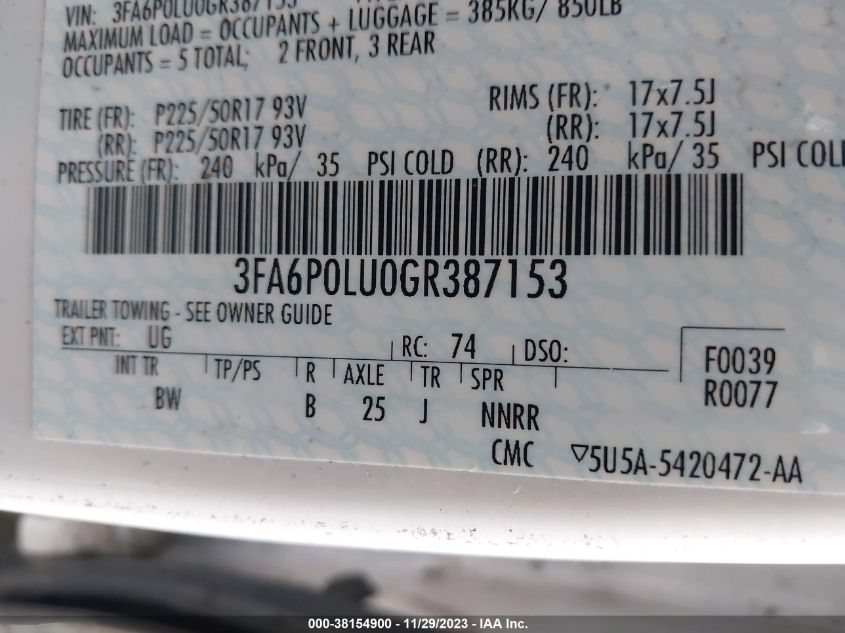 VIN: 3FA6P0LU0GR387153
MAXIMUM LOAD = OCCUPANTS + LUGGAGE = 385KG/ 850LB
OCCUPANTS = 5 TOTAL; 2 FRONT, 3 REAR
TIRE (FR): P225/50R17 93V RIMS (FR): 17x7.5J
(RR): P225/50R17 93V (RR): 17x7.5J
PRESSURE (FR): 240 kPa/ 35 PSI COLD (RR): 240 kPa/ 35 PSI COLD
3FA6P0LU0GR387153
TRAILER TOWING - SEE OWNER GUIDE
EXT PNT: UG RC: 74 DSO: F0039
INT TR TP/PS R AXLE TR SPR R0077
BW B 25 J NNRR
CMC ▽5U5A-5420472-AA
000-38154900 - 11/29/2023 - IAA Inc.